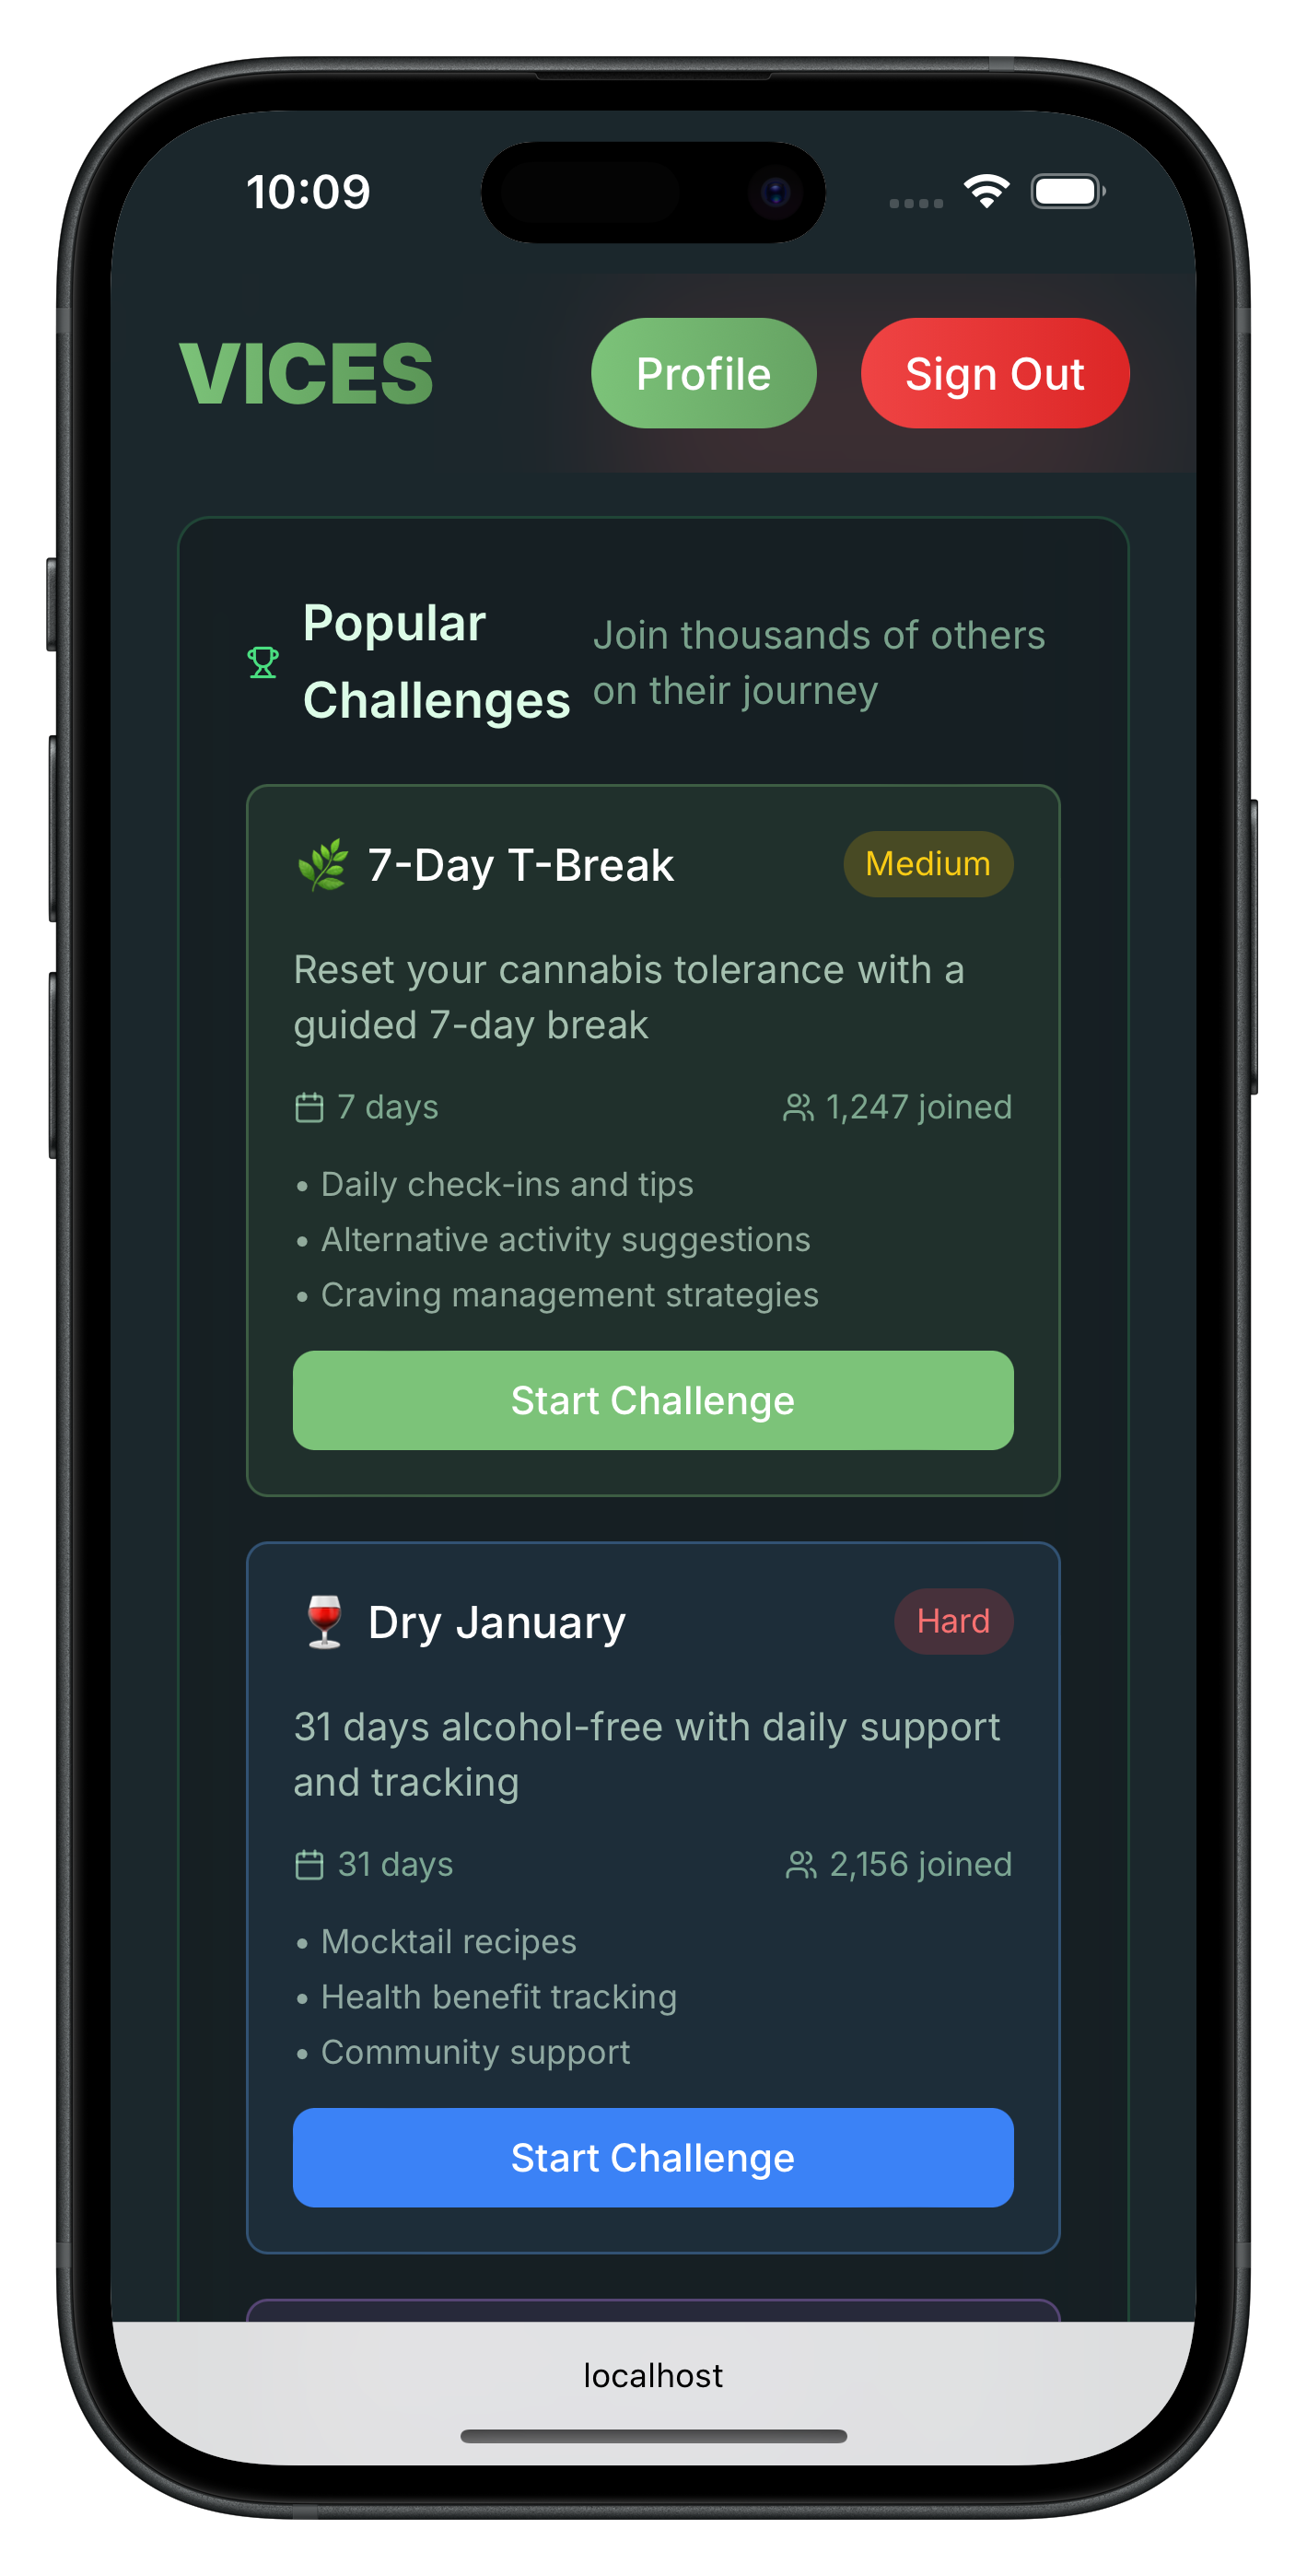 10:09
VICES
Profile
Sign Out
Popular
Challenges
Join thousands of others
on their journey
7-Day T-Break
Medium
Reset your cannabis tolerance with a
guided 7-day break
7 days
1,247 joined
• Daily check-ins and tips
• Alternative activity suggestions
• Craving management strategies
Start Challenge
Dry January
Hard
31 days alcohol-free with daily support
and tracking
31 days
2,156 joined
• Mocktail recipes
• Health benefit tracking
• Community support
Start Challenge
localhost